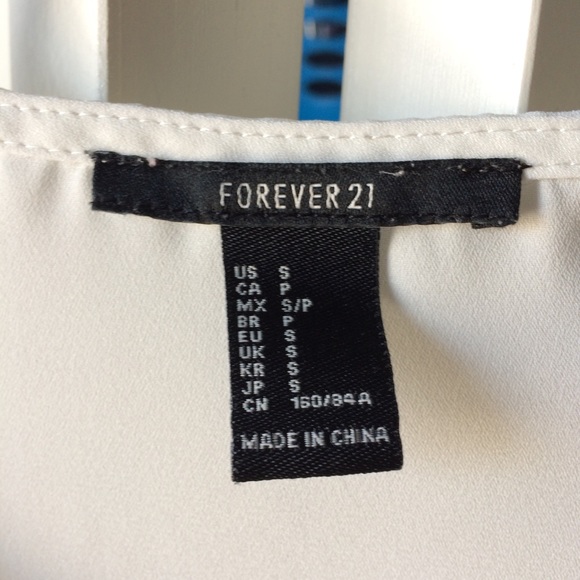 FOREVER 21
US S
CA P
MX S/P
BR P
EU S
UK S
KR S
JP S
CN 160/84A
MADE IN CHINA